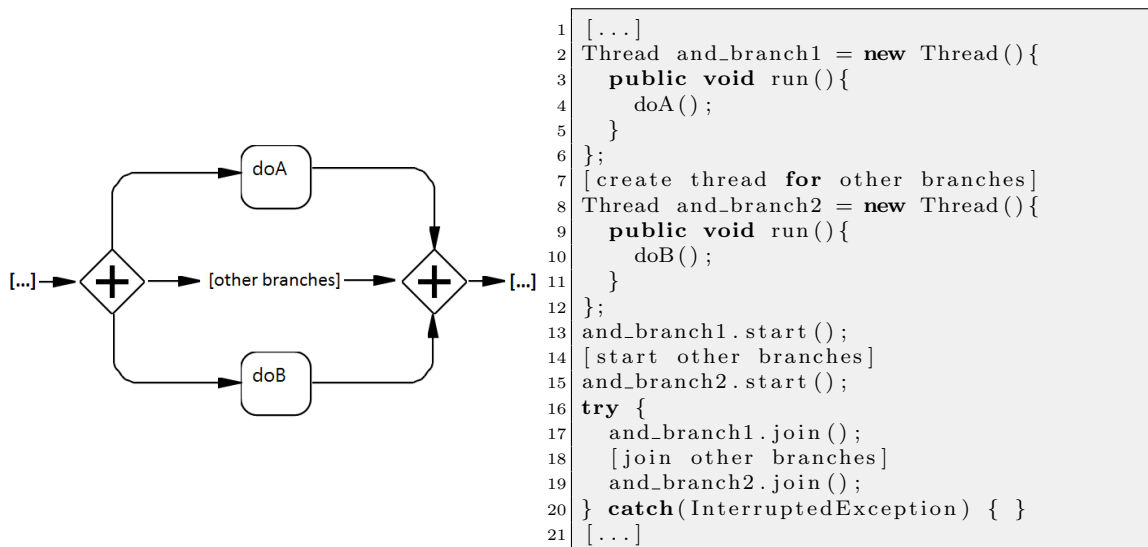 doA
[...]
[other branches]
[...]
doB
1 [...]
2 Thread and_branch1 = new Thread(){
3 public void run(){
4 doA();
5 }
6 };
7 [create thread for other branches]
8 Thread and_branch2 = new Thread(){
9 public void run(){
10 doB();
11 }
12 };
13 and_branch1.start();
14 [start other branches]
15 and_branch2.start();
16 try {
17 and_branch1.join();
18 [join other branches]
19 and_branch2.join();
20 } catch(InterruptedException) { }
21 [...]